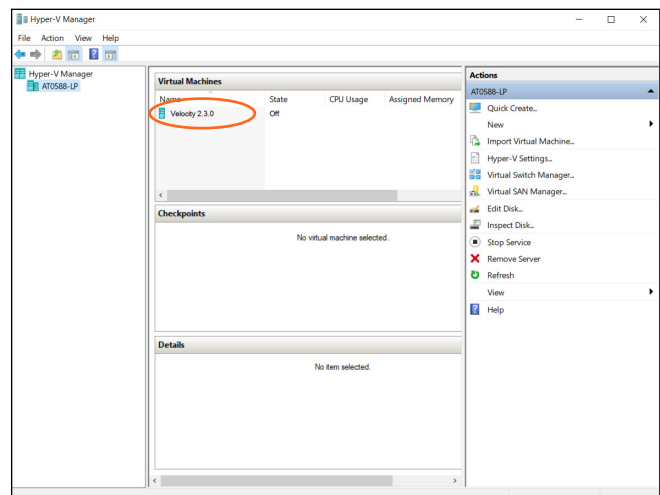 Hyper-V Manager
File Action View Help
Hyper-V Manager
AT0588-LP
Virtual Machines
Name State CPU Usage Assigned Memory
Velocity 2.3.0 Off
Checkpoints
No virtual machine selected.
Details
No item selected.
Actions
AT0588-LP
Quick Create...
New
Import Virtual Machine...
Hyper-V Settings...
Virtual Switch Manager...
Virtual SAN Manager...
Edit Disk...
Inspect Disk...
Stop Service
Remove Server
Refresh
View
Help